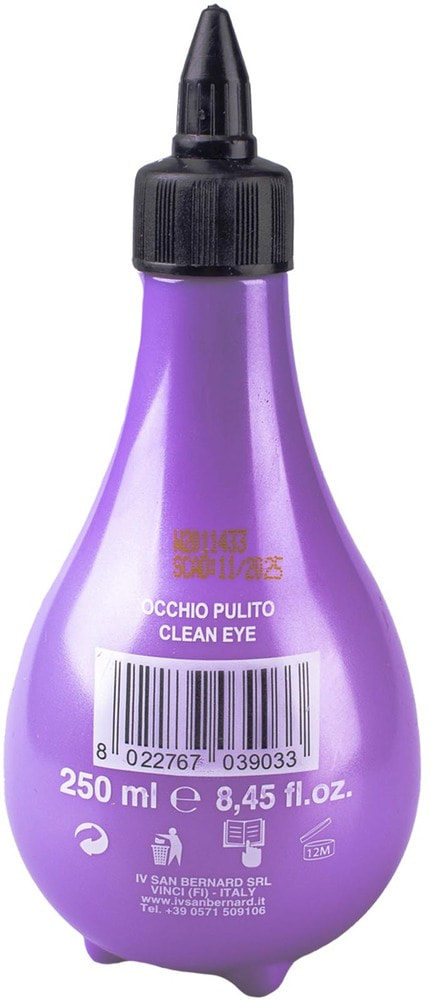 W2011433
SCAD:11/2025
OCCHIO PULITO
CLEAN EYE
8 022767 039033
250 ml e 8,45 fl.oz.
12M
IV SAN BERNARD SRL
VINCI (FI) - ITALY
www.ivsanbernard.it
Tel. +39 0571 509106